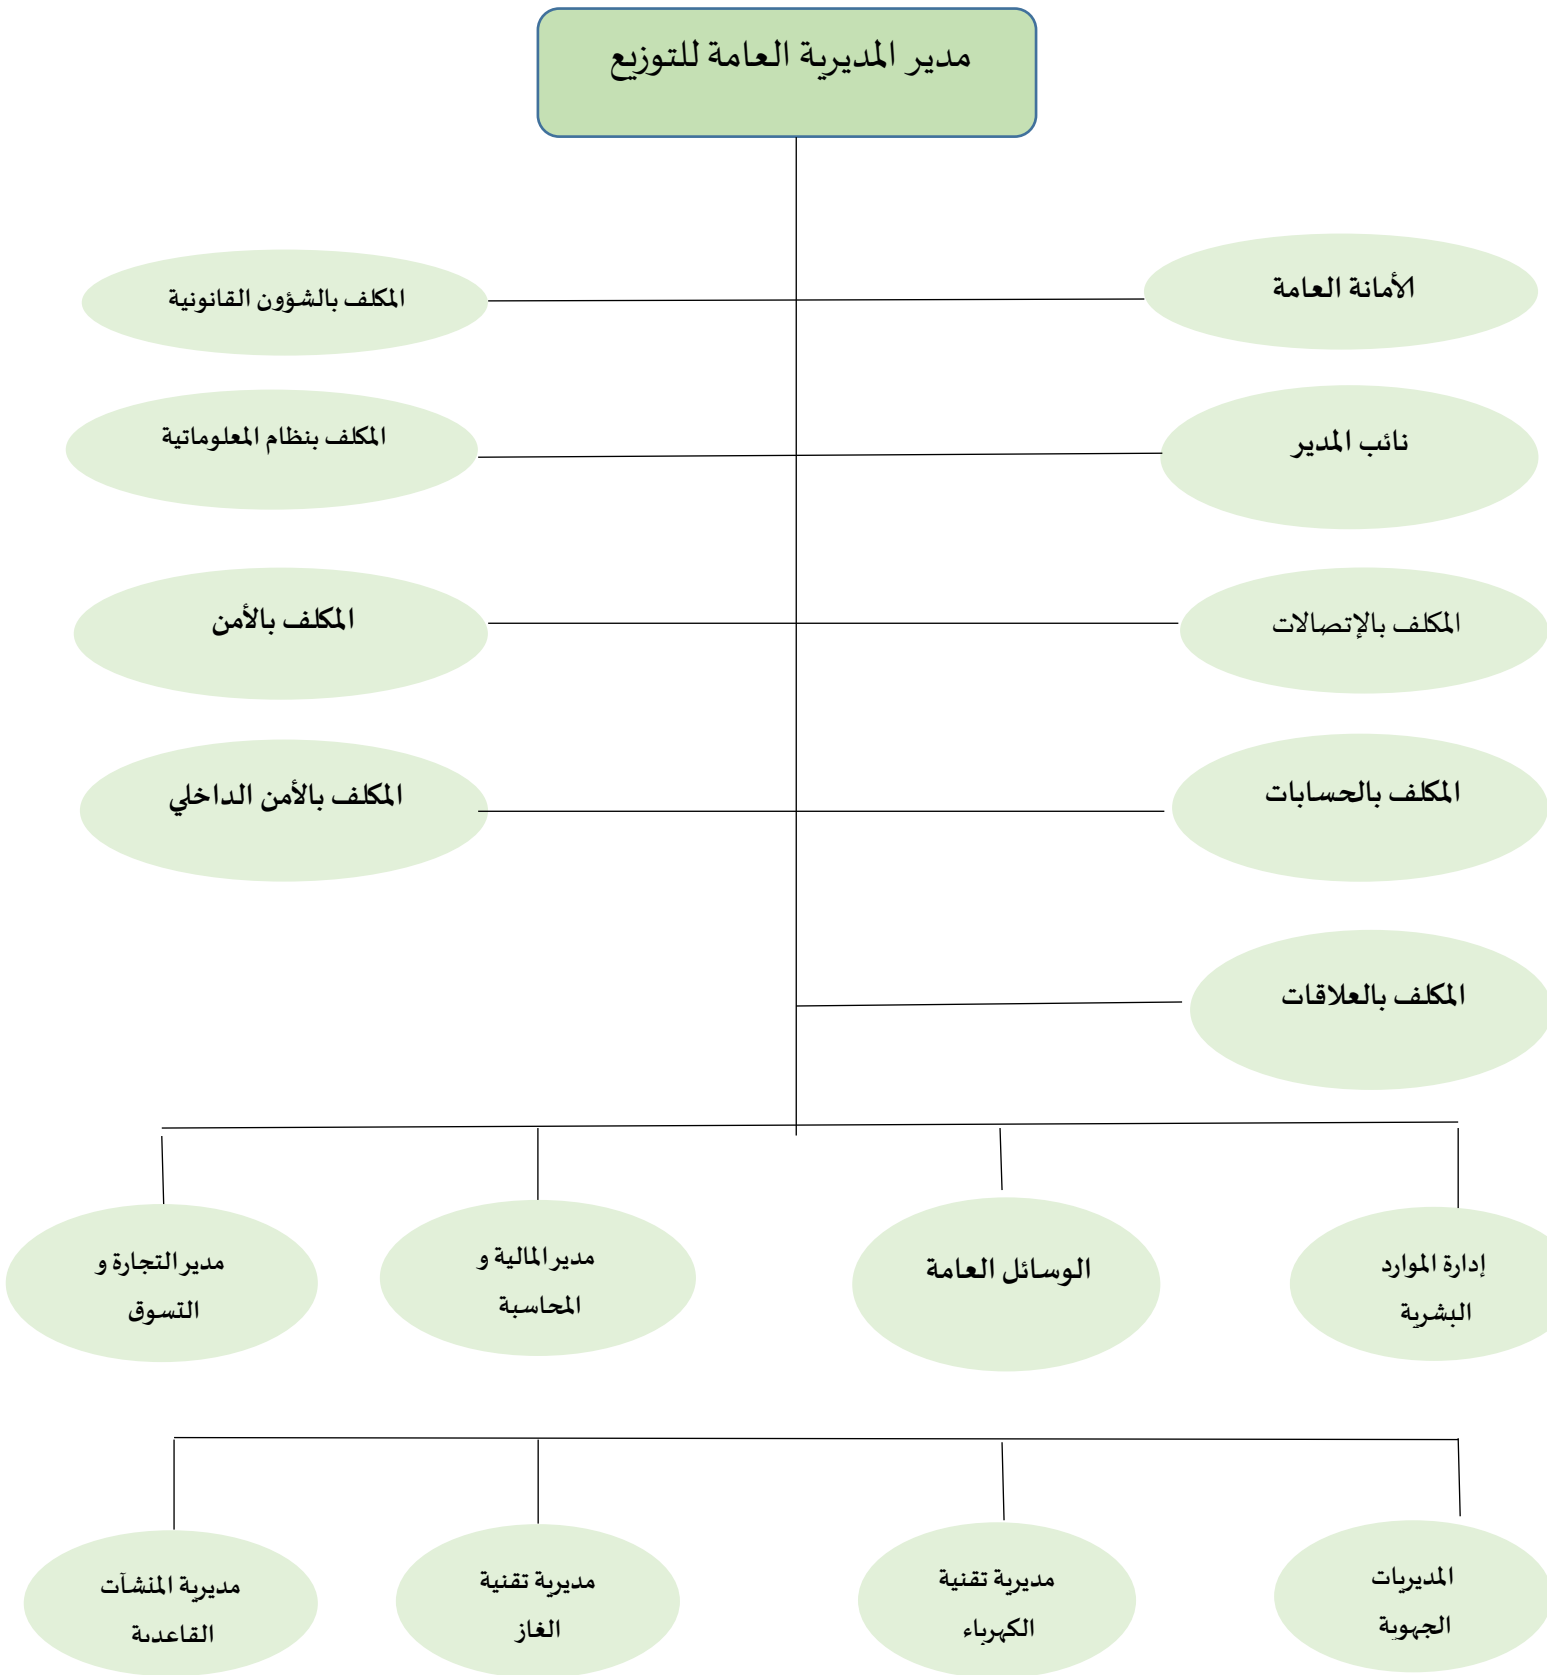 مدير المديرية العامة للتوزيع
الأمانة العامة
المكلف بالشؤون القانونية
نائب المدير
المكلف بنظام المعلوماتية
المكلف بالإتصالات
المكلف بالأمن
المكلف بالحسابات
المكلف بالأمن الداخلي
المكلف بالعلاقات
إدارة الموارد
البشرية
الوسائل العامة
مدير المالية و
المحاسبة
مدير التجارة و
التسوق
المديريات
الجهوية
مديرية تقنية
الكهرباء
مديرية تقنية
الغاز
مديرية المنشآت
القاعدية